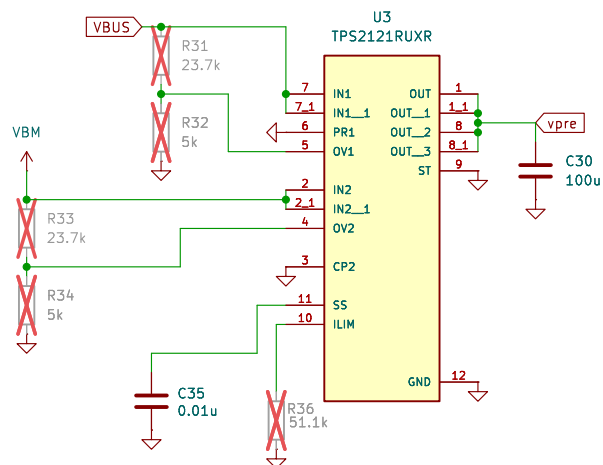 U3
TPS2121RUXR
VBUS
R31
23.7k
R32
5k
VBM
R33
23.7k
R34
5k
7 IN1
7_1 IN1__1
6 PR1
5 OV1
2 IN2
2_1 IN2__1
4 OV2
3 CP2
11 SS
10 ILIM
OUT 1
OUT__1 1_1
OUT__2 8
OUT__3 8_1
ST 9
GND 12
vpre
C30
100u
C35
0.01u
R36
51.1k